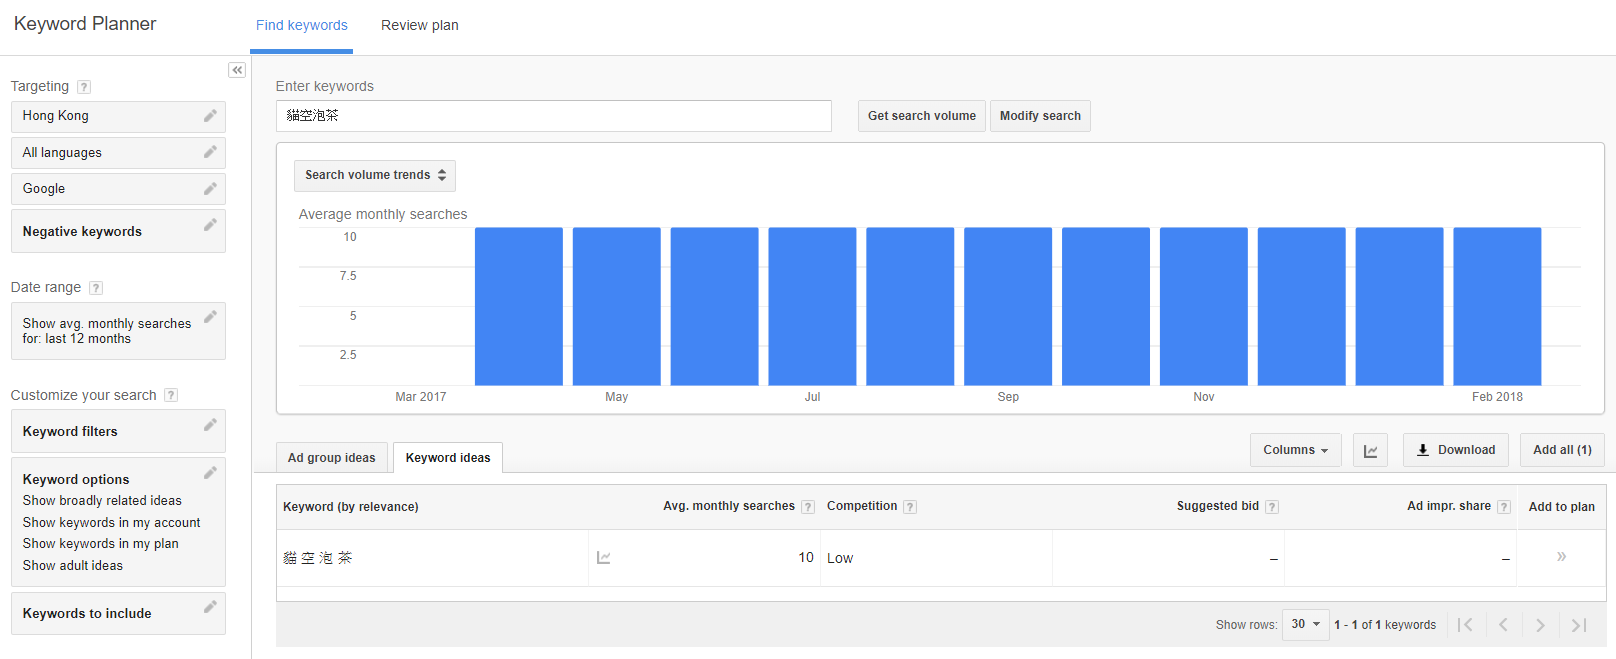 Keyword Planner
Find keywords
Review plan
Targeting ?
Hong Kong
All languages
Google
Negative keywords
Date range ?
Show avg. monthly searches
for: last 12 months
Customize your search ?
Keyword filters
Keyword options
Show broadly related ideas
Show keywords in my account
Show keywords in my plan
Show adult ideas
Keywords to include
Enter keywords
貓空泡茶
Get search volume
Modify search
Search volume trends
Average monthly searches
10
7.5
5
2.5
Mar 2017 May Jul Sep Nov Feb 2018
Ad group ideas
Keyword ideas
Columns
Download
Add all (1)
Keyword (by relevance) Avg. monthly searches ? Competition ? Suggested bid ? Ad impr. share ? Add to plan
貓 空 泡 茶 10 Low – – »
Show rows: 30 1 - 1 of 1 keywords